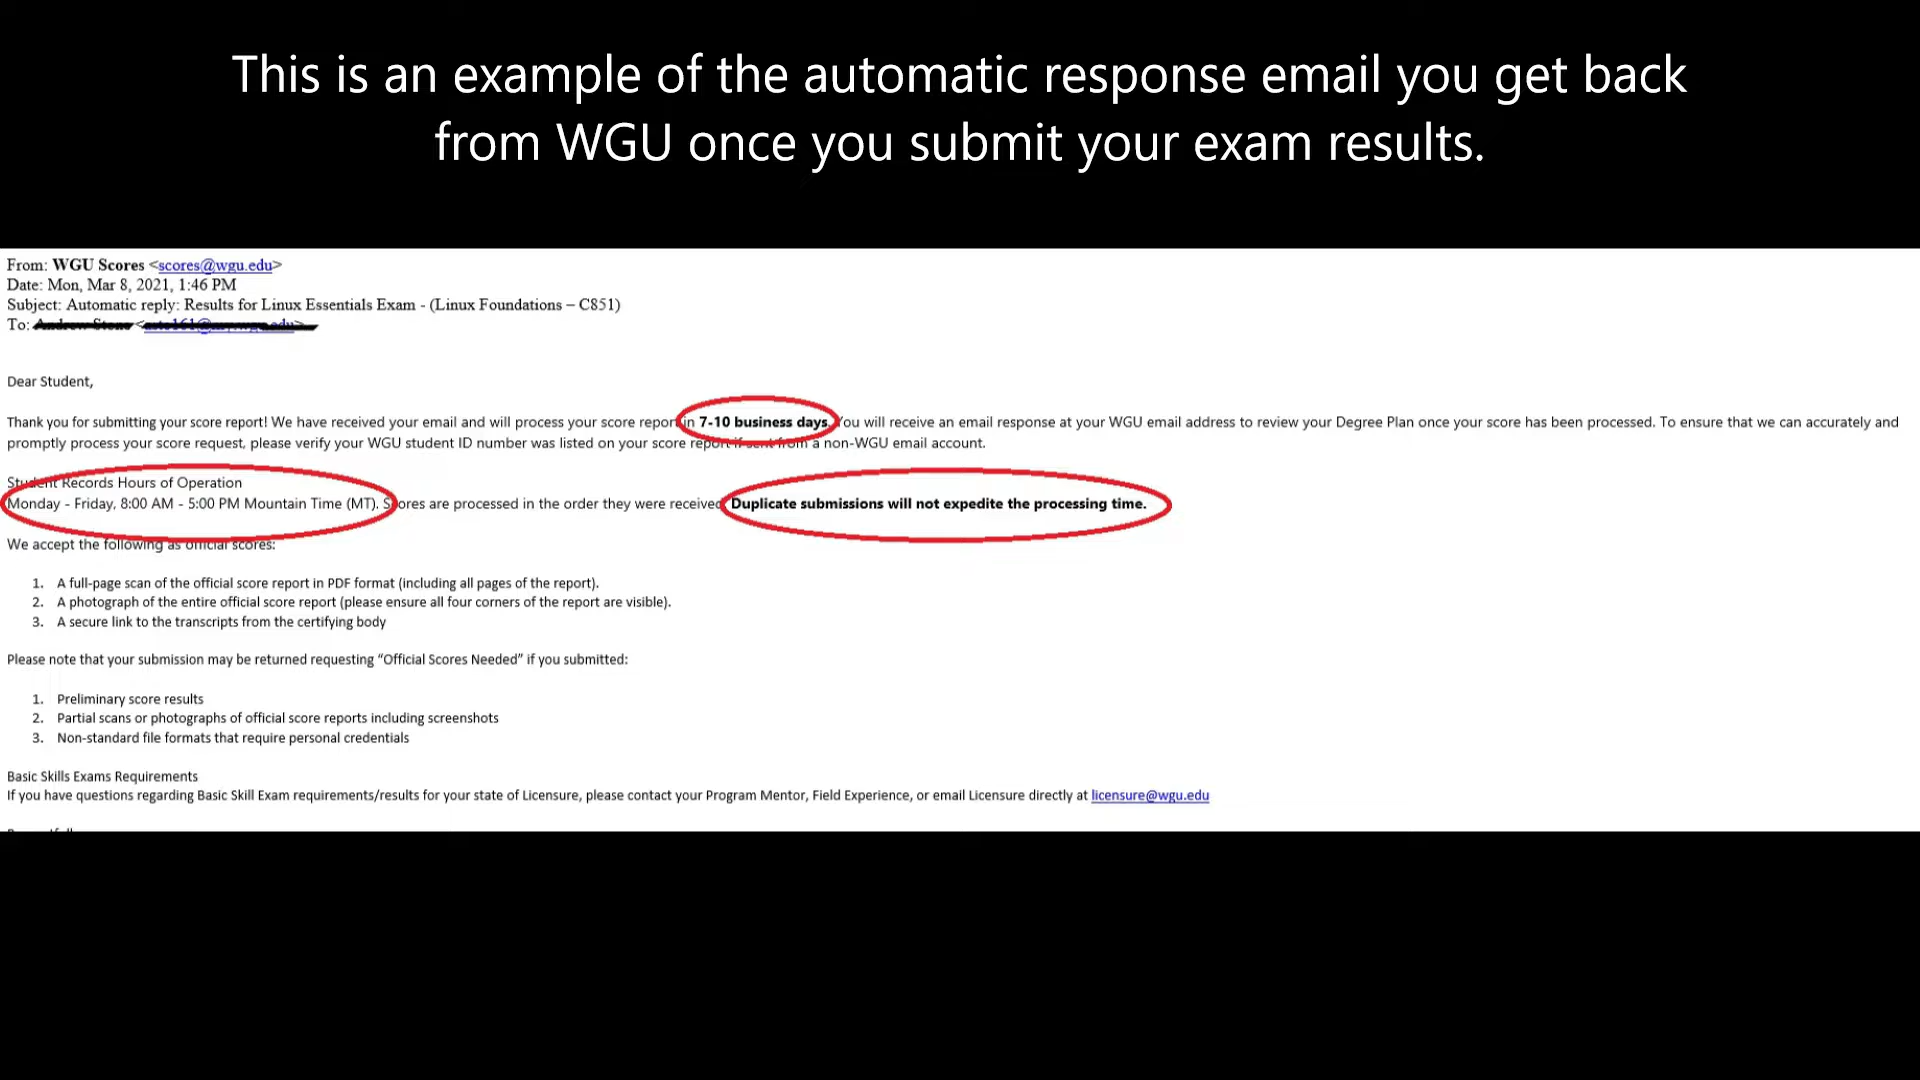 This is an example of the automatic response email you get back
from WGU once you submit your exam results.
From: WGU Scores <scores@wgu.edu>
Date: Mon, Mar 8, 2021, 1:46 PM
Subject: Automatic reply: Results for Linux Essentials Exam - (Linux Foundations – C851)
To:
Dear Student,
Thank you for submitting your score report! We have received your email and will process your score report in 7-10 business days. You will receive an email response at your WGU email address to review your Degree Plan once your score has been processed. To ensure that we can accurately and
promptly process your score request, please verify your WGU student ID number was listed on your score report if sent from a non-WGU email account.
Student Records Hours of Operation
Monday - Friday, 8:00 AM - 5:00 PM Mountain Time (MT). Scores are processed in the order they were received. Duplicate submissions will not expedite the processing time.
We accept the following as official scores:
1. A full-page scan of the official score report in PDF format (including all pages of the report).
2. A photograph of the entire official score report (please ensure all four corners of the report are visible).
3. A secure link to the transcripts from the certifying body
Please note that your submission may be returned requesting “Official Scores Needed” if you submitted:
1. Preliminary score results
2. Partial scans or photographs of official score reports including screenshots
3. Non-standard file formats that require personal credentials
Basic Skills Exams Requirements
If you have questions regarding Basic Skill Exam requirements/results for your state of Licensure, please contact your Program Mentor, Field Experience, or email Licensure directly at licensure@wgu.edu